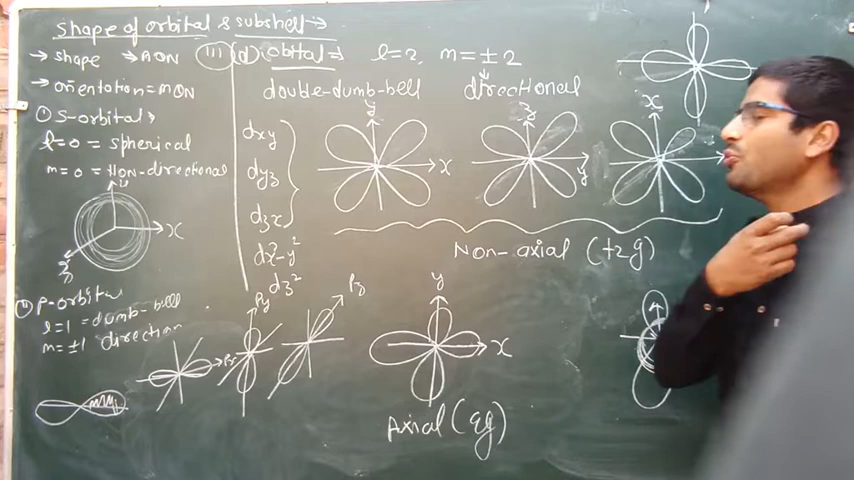 shape of orbital & subshell →
→ shape → AQN
→ orientation = MQN
① S-orbital →
l=0 = spherical
m=0 = Non-directional
y
x
z
② P-orbital
l=1 = dumb-bell
m=±1 direction
Px
Py
Pz
(III) (d) orbital ⇒ l=2, m=±2
double-dumb-bell directional
dxy
dyz
dzx
dx²-y²
dz²
y
x
z
y
x
Non-axial (t2g)
y
x
Axial (eg)